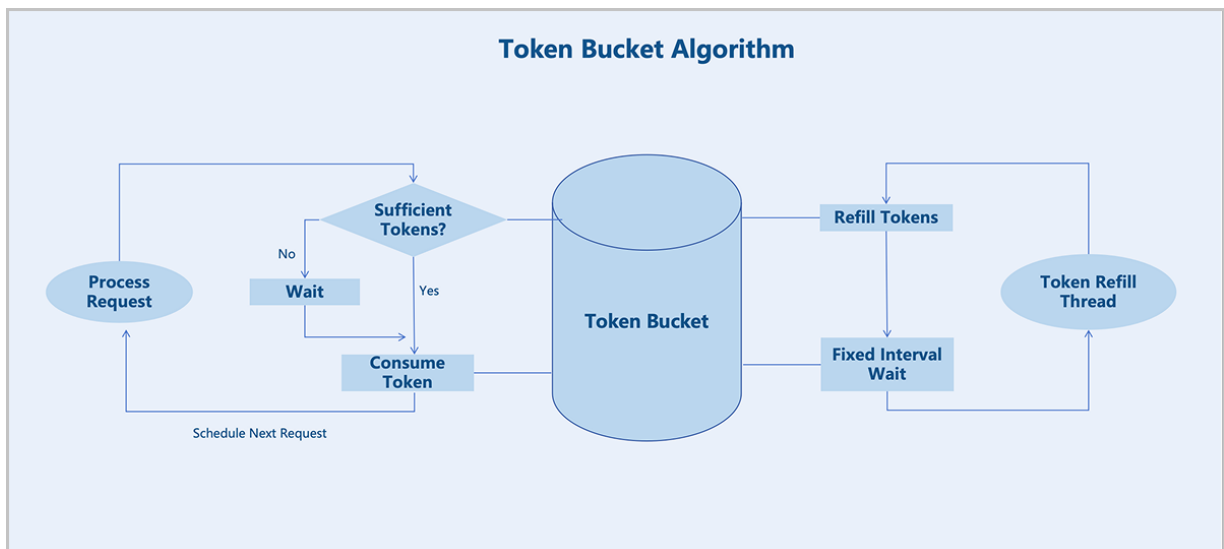 Token Bucket Algorithm
Sufficient
Tokens?
No
Yes
Wait
Process
Request
Consume
Token
Schedule Next Request
Token Bucket
Refill Tokens
Fixed Interval
Wait
Token Refill
Thread